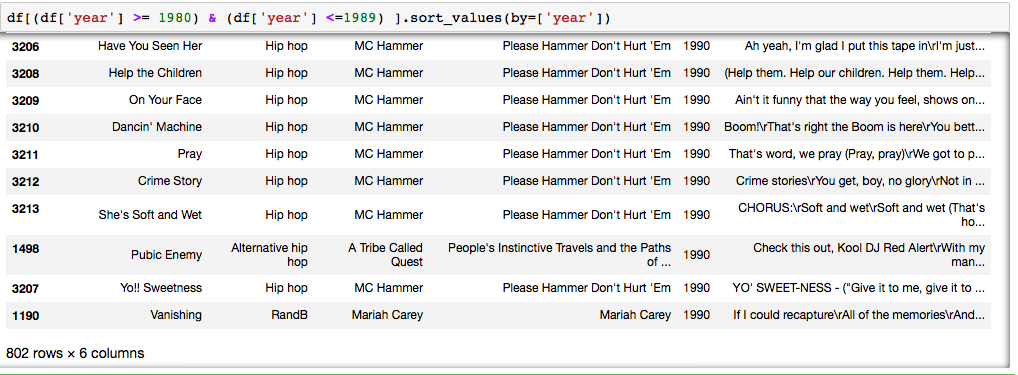 df[(df['year'] >= 1980) & (df['year'] <=1989) ].sort_values(by=['year'])
3206 Have You Seen Her Hip hop MC Hammer Please Hammer Don't Hurt 'Em 1990 Ah yeah, I'm glad I put this tape in\rI'm just...
3208 Help the Children Hip hop MC Hammer Please Hammer Don't Hurt 'Em 1990 (Help them. Help our children. Help them. Help...
3209 On Your Face Hip hop MC Hammer Please Hammer Don't Hurt 'Em 1990 Ain't it funny that the way you feel, shows on...
3210 Dancin' Machine Hip hop MC Hammer Please Hammer Don't Hurt 'Em 1990 Boom!\rThat's right the Boom is here\rYou bett...
3211 Pray Hip hop MC Hammer Please Hammer Don't Hurt 'Em 1990 That's word, we pray (Pray, pray)\rWe got to p...
3212 Crime Story Hip hop MC Hammer Please Hammer Don't Hurt 'Em 1990 Crime stories\rYou get, boy, no glory\rNot in ...
3213 She's Soft and Wet Hip hop MC Hammer Please Hammer Don't Hurt 'Em 1990 CHORUS:\rSoft and wet\rSoft and wet (That's
ho...
1498 Pubic Enemy Alternative hip A Tribe Called People's Instinctive Travels and the Paths 1990 Check this out, Kool DJ Red Alert\rWith my
hop Quest of ... man...
3207 Yo!! Sweetness Hip hop MC Hammer Please Hammer Don't Hurt 'Em 1990 YO' SWEET-NESS - ("Give it to me, give it to ...
1190 Vanishing RandB Mariah Carey Mariah Carey 1990 If I could recapture\rAll of the memories\rAnd...
802 rows × 6 columns